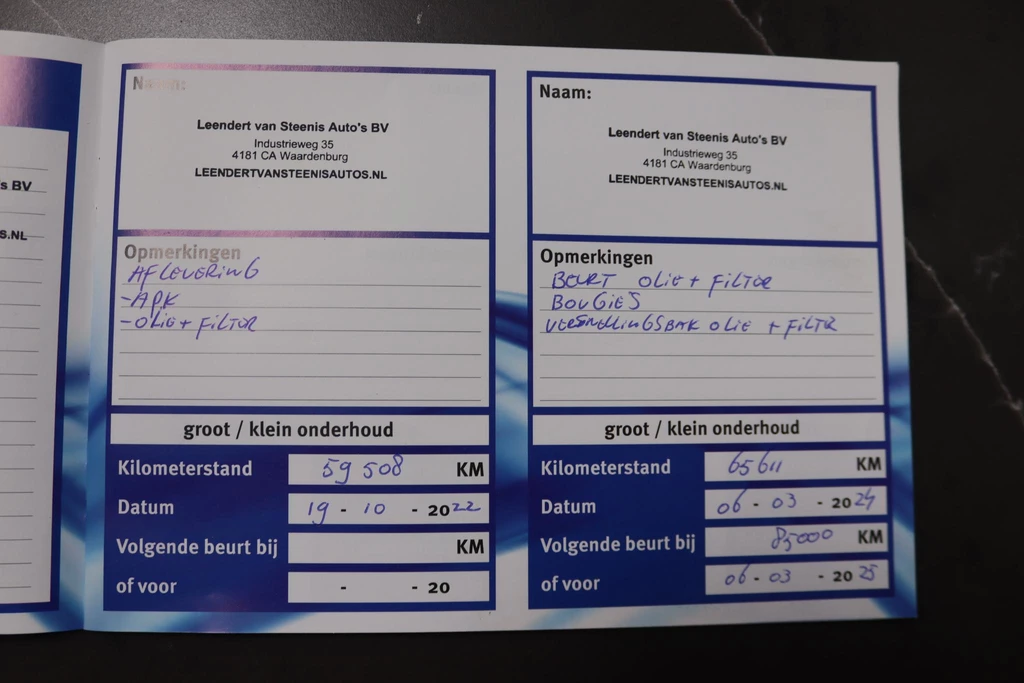 s BV
S.NL
Naam:
Leendert van Steenis Auto's BV
Industrieweg 35
4181 CA Waardenburg
LEENDERTVANSTEENISAUTOS.NL
Opmerkingen
AFLEVERING
-APK
-OLIE + FILTER
groot / klein onderhoud
Kilometerstand 59 508 KM
Datum 19 - 10 - 2022
Volgende beurt bij KM
of voor - - 20
Naam:
Leendert van Steenis Auto's BV
Industrieweg 35
4181 CA Waardenburg
LEENDERTVANSTEENISAUTOS.NL
Opmerkingen
BEURT OLIE + FILTER
BOUGIES
VERSNELLINGSBAK OLIE + FILTER
groot / klein onderhoud
Kilometerstand 65611 KM
Datum 06 - 03 - 2024
Volgende beurt bij 85000 KM
of voor 06 - 03 - 2025